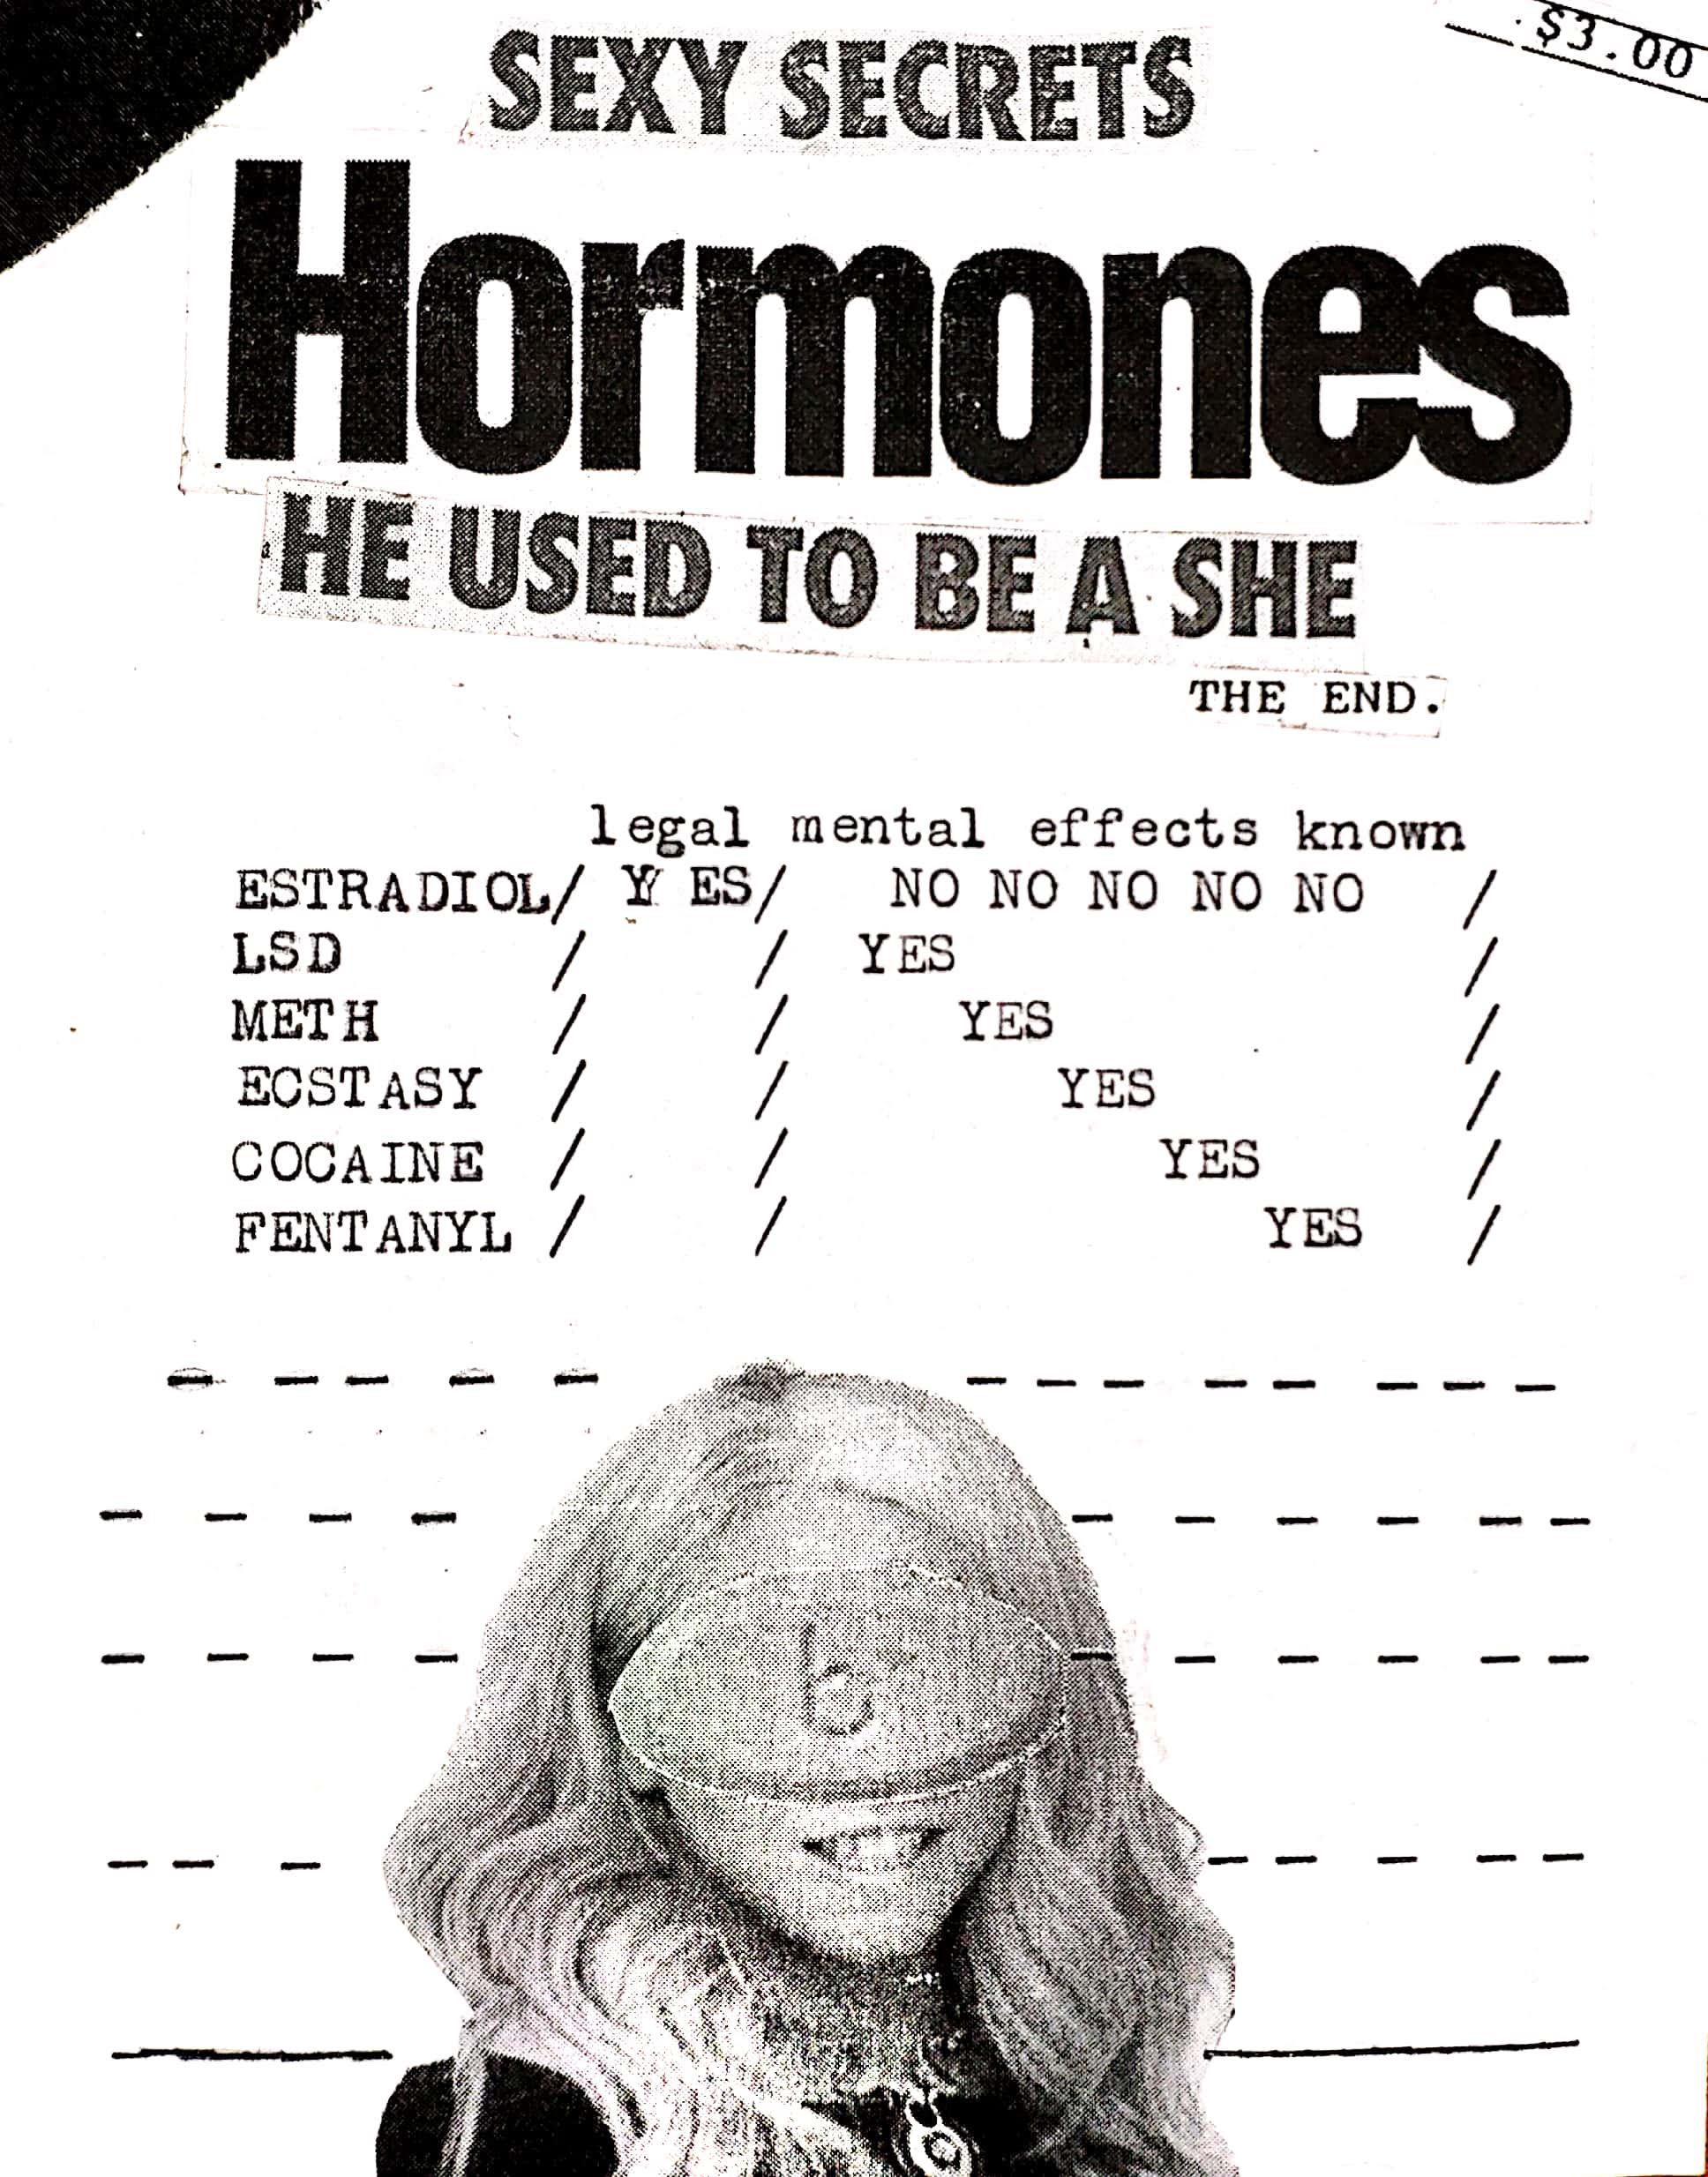 $3.00
SEXY SECRETS
Hormones
HE USED TO BE A SHE
THE END.
legal mental effects known
ESTRADIOL/ Y ES/ NO NO NO NO NO /
LSD / / YES /
METH / / YES /
ECSTASY / / YES /
COCAINE / / YES /
FENTANYL / / YES /
b